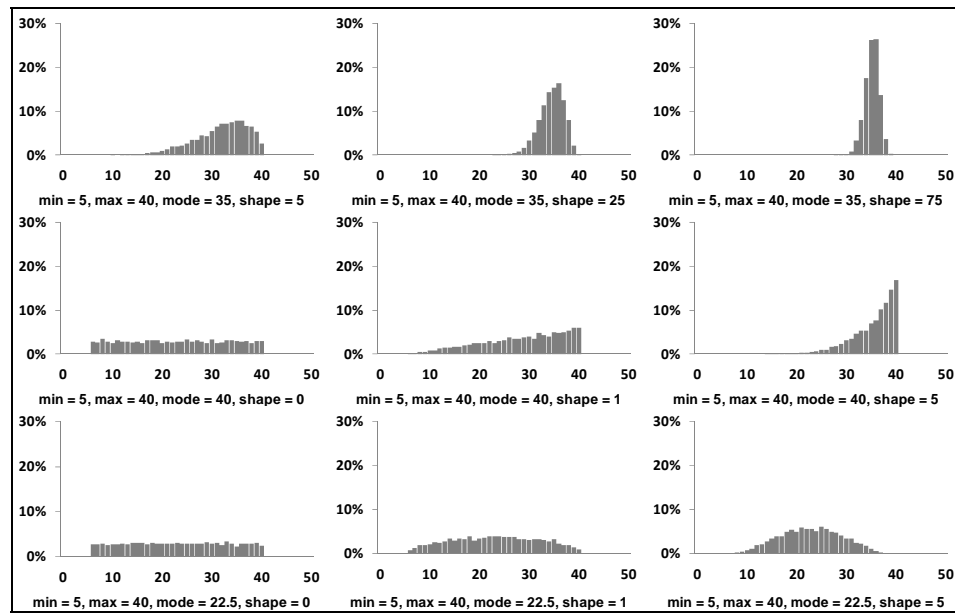 30% 30% 30%
20% 20% 20%
10% 10% 10%
0% 0% 0%
0 10 20 30 40 50 0 10 20 30 40 50 0 10 20 30 40 50
min = 5, max = 40, mode = 35, shape = 5 min = 5, max = 40, mode = 35, shape = 25 min = 5, max = 40, mode = 35, shape = 75
30% 30% 30%
20% 20% 20%
10% 10% 10%
0% 0% 0%
0 10 20 30 40 50 0 10 20 30 40 50 0 10 20 30 40 50
min = 5, max = 40, mode = 40, shape = 0 min = 5, max = 40, mode = 40, shape = 1 min = 5, max = 40, mode = 40, shape = 5
30% 30% 30%
20% 20% 20%
10% 10% 10%
0% 0% 0%
0 10 20 30 40 50 0 10 20 30 40 50 0 10 20 30 40 50
min = 5, max = 40, mode = 22.5, shape = 0 min = 5, max = 40, mode = 22.5, shape = 1 min = 5, max = 40, mode = 22.5, shape = 5